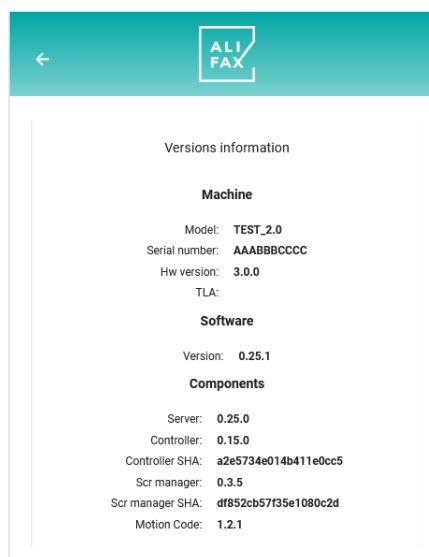 ALI
FAX
Versions information
Machine
Model: TEST_2.0
Serial number: AAABBBCCCC
Hw version: 3.0.0
TLA:
Software
Version: 0.25.1
Components
Server: 0.25.0
Controller: 0.15.0
Controller SHA: a2e5734e014b411e0cc5
Scr manager: 0.3.5
Scr manager SHA: df852cb57f35e1080c2d
Motion Code: 1.2.1